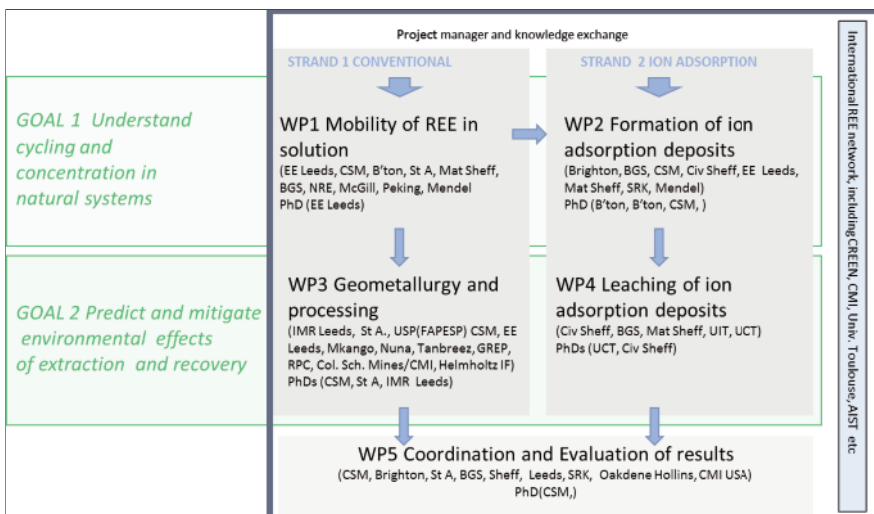 Project manager and knowledge exchange
STRAND 1 CONVENTIONAL
STRAND 2 ION ADSORPTION
GOAL 1 Understand
cycling and
concentration in
natural systems
WP1 Mobility of REE in
solution
(EE Leeds, CSM, B'ton, St A, Mat Sheff,
BGS, NRE, McGill, Peking, Mendel
PhD (EE Leeds)
WP2 Formation of ion
adsorption deposits
(Brighton, BGS, CSM, Civ Sheff, EE Leeds,
Mat Sheff, SRK, Mendel)
PhD (B'ton, B'ton, CSM, )
GOAL 2 Predict and mitigate
environmental effects
of extraction and recovery
WP3 Geometallurgy and
processing
(IMR Leeds, St A., USP(FAPESP) CSM, EE
Leeds, Mkango, Nuna, Tanbreez, GREP,
RPC, Col. Sch. Mines/CMI, Helmholtz IF)
PhDs (CSM, St A, IMR Leeds)
WP4 Leaching of ion
adsorption deposits
(Civ Sheff, BGS, Mat Sheff, UIT, UCT)
PhDs (UCT, Civ Sheff)
WP5 Coordination and Evaluation of results
(CSM, Brighton, St A, BGS, Sheff, Leeds, SRK, Oakdene Hollins, CMI USA)
PhD(CSM,)
International REE network, including CREEN, CMI, Univ. Toulouse, AIST etc